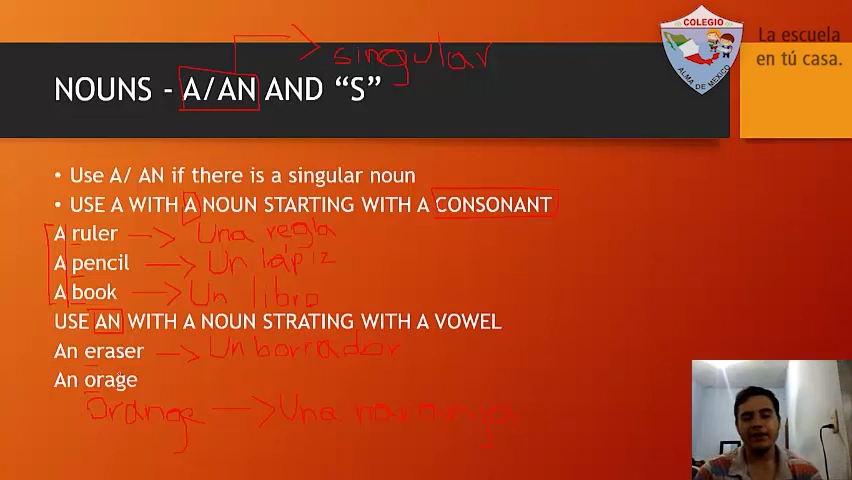 COLEGIO
ALMA DE MEXICO
La escuela
en tú casa.
singular
NOUNS - A/AN AND “S”
• Use A/ AN if there is a singular noun
• USE A WITH A NOUN STARTING WITH A CONSONANT
A ruler Una regla
A pencil Un lápiz
A book Un libro
USE AN WITH A NOUN STRATING WITH A VOWEL
An eraser Un borrador
An orage
Orange Una naranja